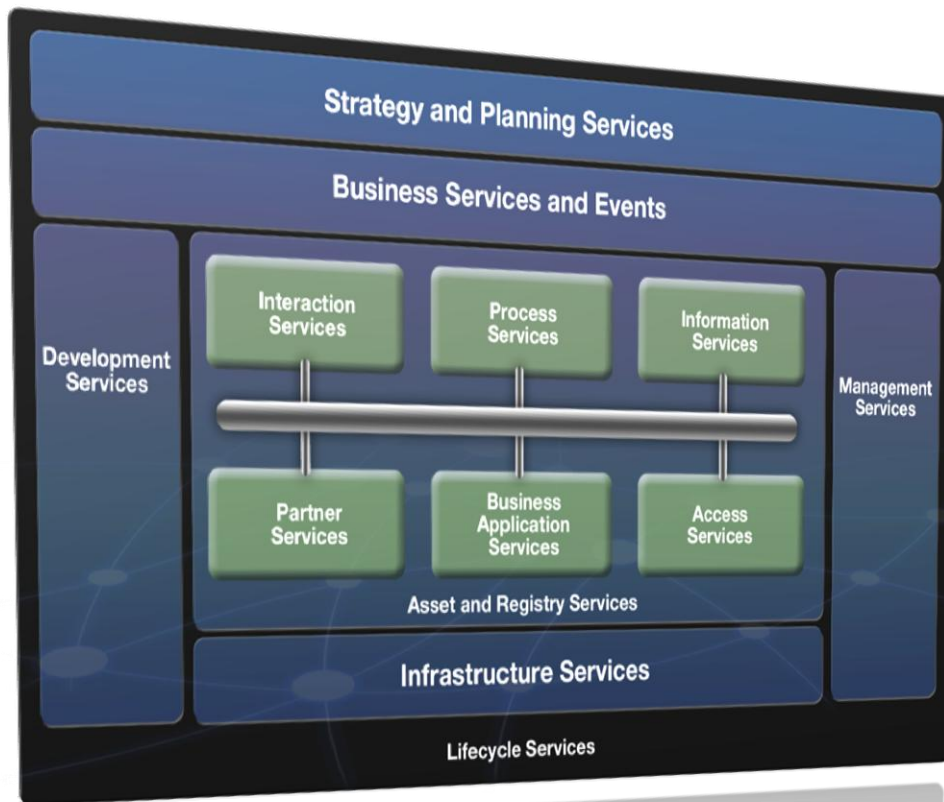 Strategy and Planning Services
Business Services and Events
Development
Services
Interaction
Services
Process
Services
Information
Services
Management
Services
Partner
Services
Business
Application
Services
Access
Services
Asset and Registry Services
Infrastructure Services
Lifecycle Services